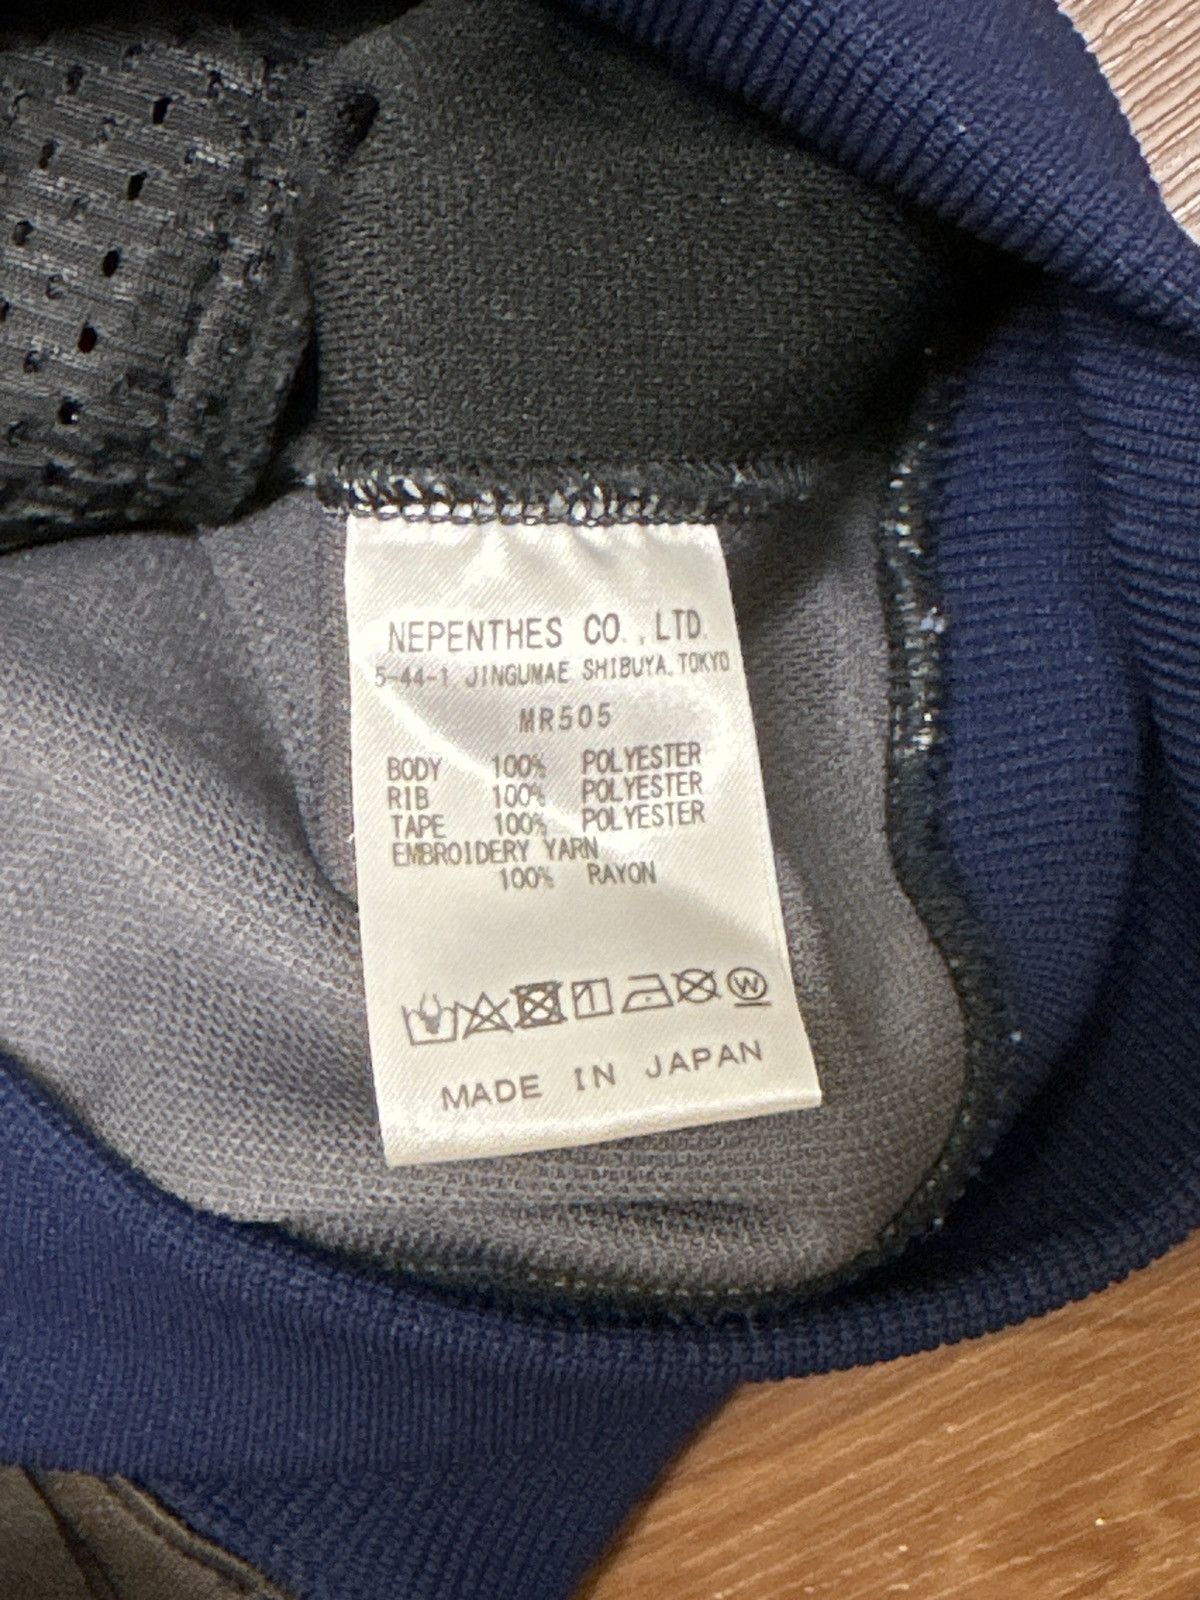 NEPENTHES CO.,LTD.
5-44-1 JINGUMAE SHIBUYA, TOKYO
MR505
BODY 100% POLYESTER
RIB 100% POLYESTER
TAPE 100% POLYESTER
EMBROIDERY YARN
100% RAYON
W
MADE IN JAPAN